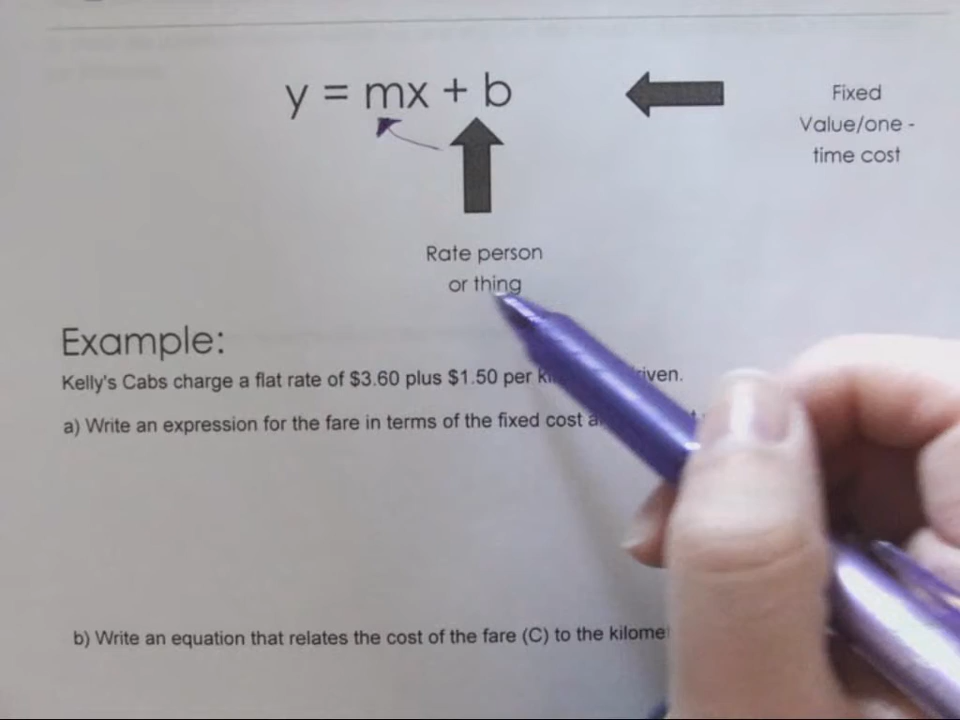 y = mx + b
Fixed
Value/one -
time cost
Rate person
or thing
Example:
Kelly's Cabs charge a flat rate of $3.60 plus $1.50 per
a) Write an expression for the fare in terms of the fixed cost
b) Write an equation that relates the cost of the fare (C) to the